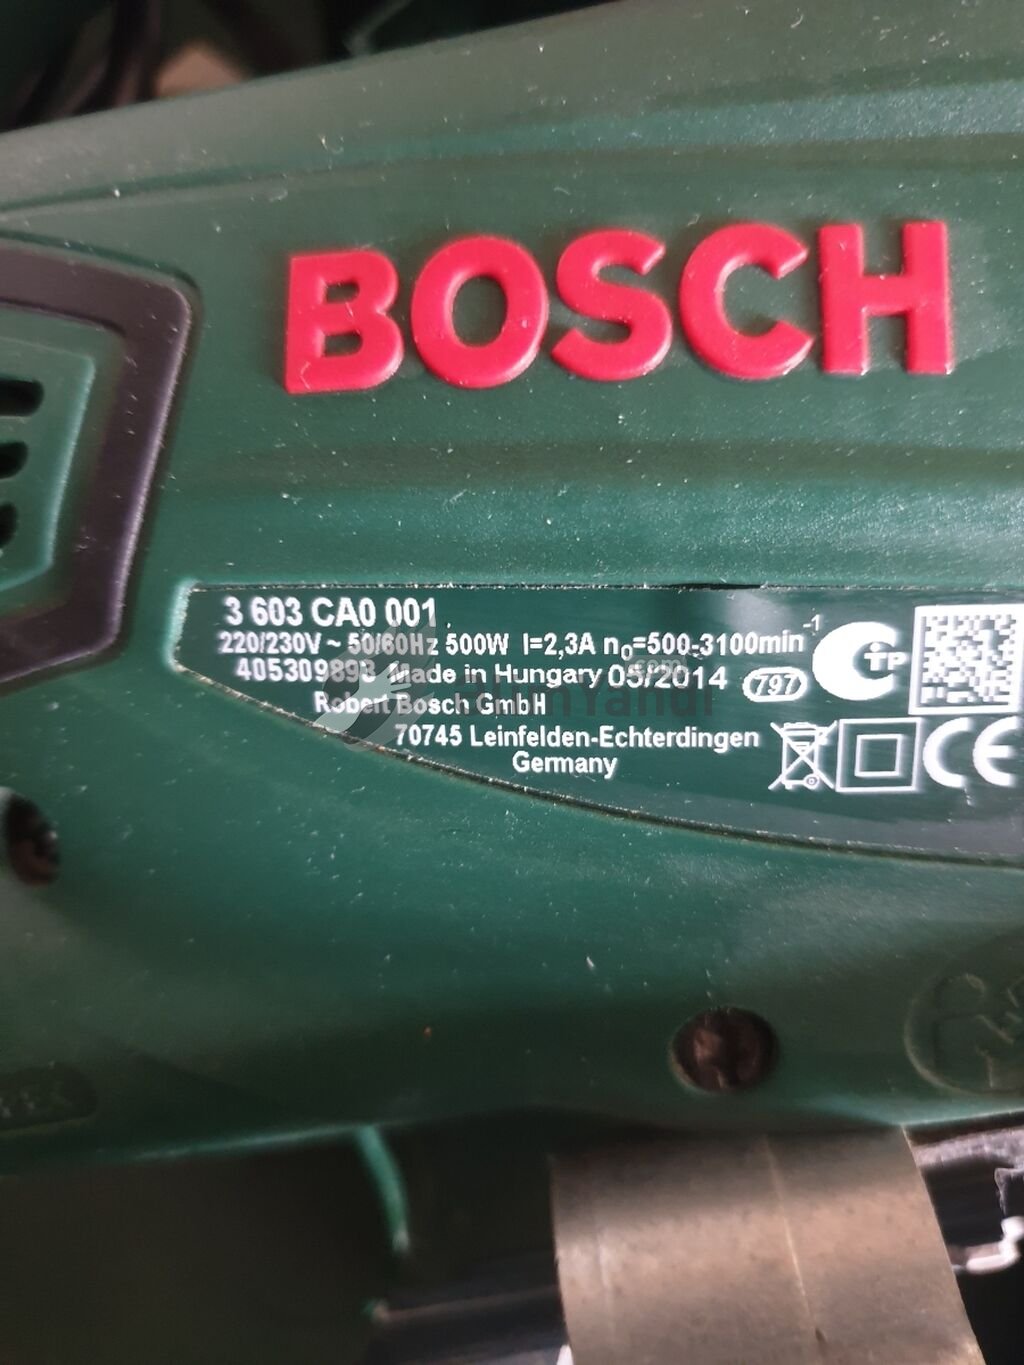 BOSCH
3 603 CA0 001
220/230V ~ 50/60Hz 500W I=2,3A n₀=500-3100min⁻¹
405309893 Made in Hungary 05/2014 797
Robert Bosch GmbH
70745 Leinfelden-Echterdingen
Germany
CE